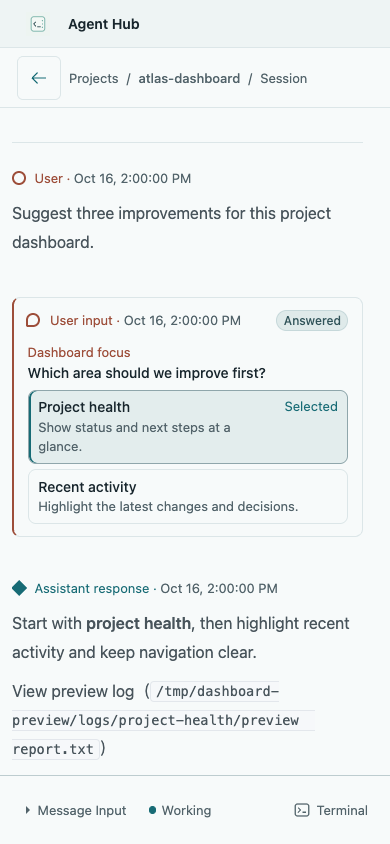 Agent Hub
Projects / atlas-dashboard / Session
User · Oct 16, 2:00:00 PM
Suggest three improvements for this project
dashboard.
User input · Oct 16, 2:00:00 PM Answered
Dashboard focus
Which area should we improve first?
Project health Selected
Show status and next steps at a
glance.
Recent activity
Highlight the latest changes and decisions.
Assistant response · Oct 16, 2:00:00 PM
Start with project health, then highlight recent
activity and keep navigation clear.
View preview log (/tmp/dashboard-
preview/logs/project-health/preview
report.txt)
Message Input Working Terminal